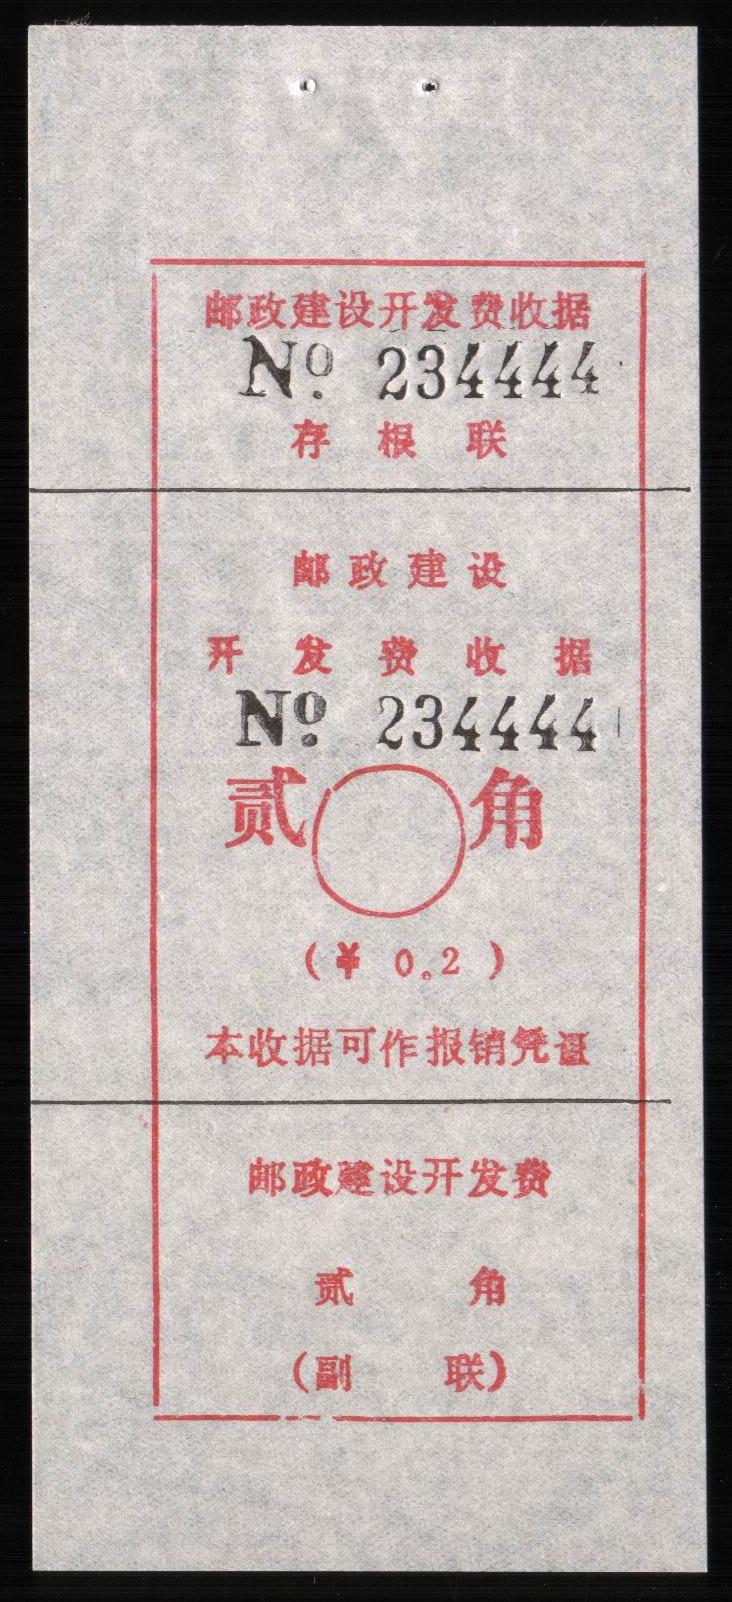 邮政建设开发费收据
№ 234444
存根联
邮政建设
开发费收据
№ 234444
贰 角
(¥ 0.2)
本收据可作报销凭证
邮政建设开发费
贰 角
(副 联)